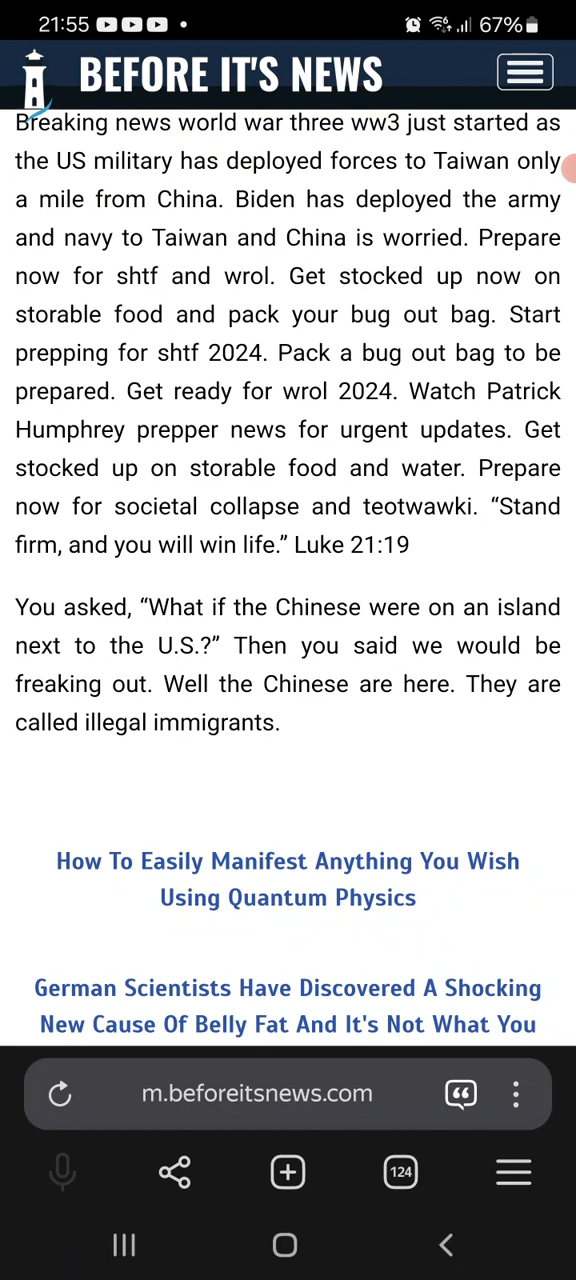 21:55 67%
BEFORE IT'S NEWS
Breaking news world war three ww3 just started as
the US military has deployed forces to Taiwan only
a mile from China. Biden has deployed the army
and navy to Taiwan and China is worried. Prepare
now for shtf and wrol. Get stocked up now on
storable food and pack your bug out bag. Start
prepping for shtf 2024. Pack a bug out bag to be
prepared. Get ready for wrol 2024. Watch Patrick
Humphrey prepper news for urgent updates. Get
stocked up on storable food and water. Prepare
now for societal collapse and teotwawki. “Stand
firm, and you will win life.” Luke 21:19
You asked, “What if the Chinese were on an island
next to the U.S.?” Then you said we would be
freaking out. Well the Chinese are here. They are
called illegal immigrants.
How To Easily Manifest Anything You Wish
Using Quantum Physics
German Scientists Have Discovered A Shocking
New Cause Of Belly Fat And It's Not What You
m.beforeitsnews.com
124